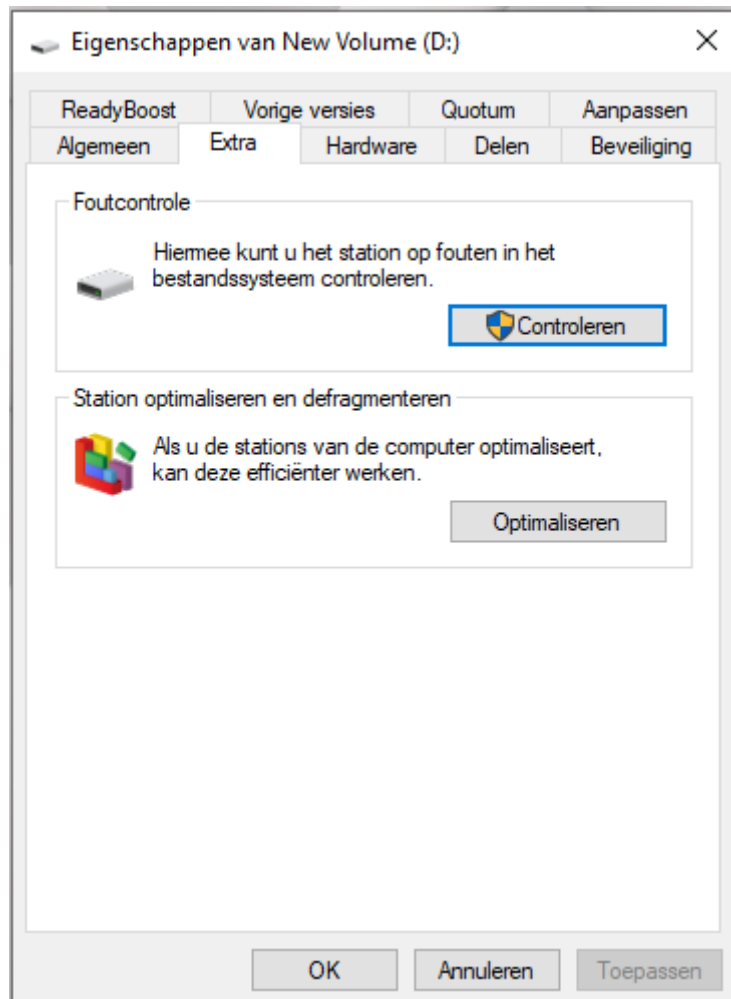 Eigenschappen van New Volume (D:)
ReadyBoost Vorige versies Quotum Aanpassen
Algemeen Extra Hardware Delen Beveiliging
Foutcontrole
Hiermee kunt u het station op fouten in het
bestandssysteem controleren.
Controleren
Station optimaliseren en defragmenteren
Als u de stations van de computer optimaliseert,
kan deze efficiënter werken.
Optimaliseren
OK Annuleren Toepassen